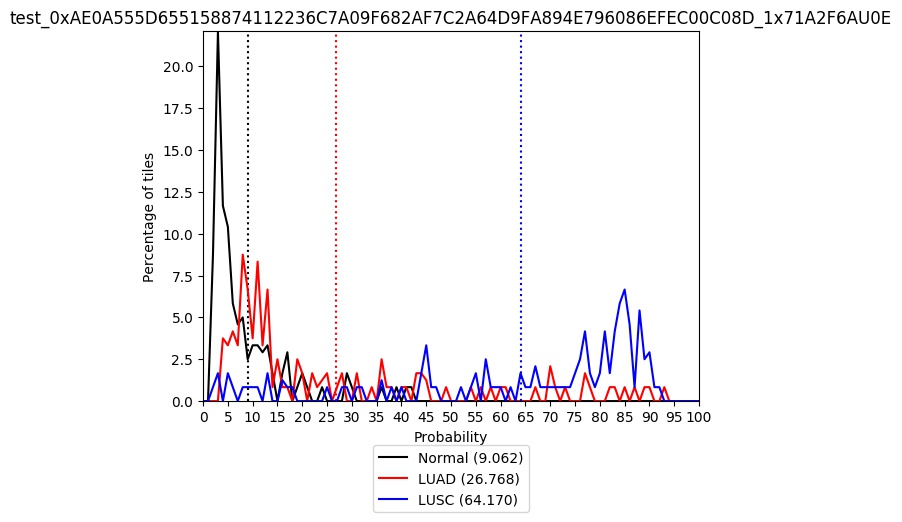 test_0xAE0A555D655158874112236C7A09F682AF7C2A64D9FA894E796086EFEC00C08D_1x71A2F6AU0E
20.0
17.5
15.0
12.5
10.0
7.5
5.0
2.5
0.0
Percentage of tiles
0 5 10 15 20 25 30 35 40 45 50 55 60 65 70 75 80 85 90 95 100
Probability
Normal (9.062)
LUAD (26.768)
LUSC (64.170)